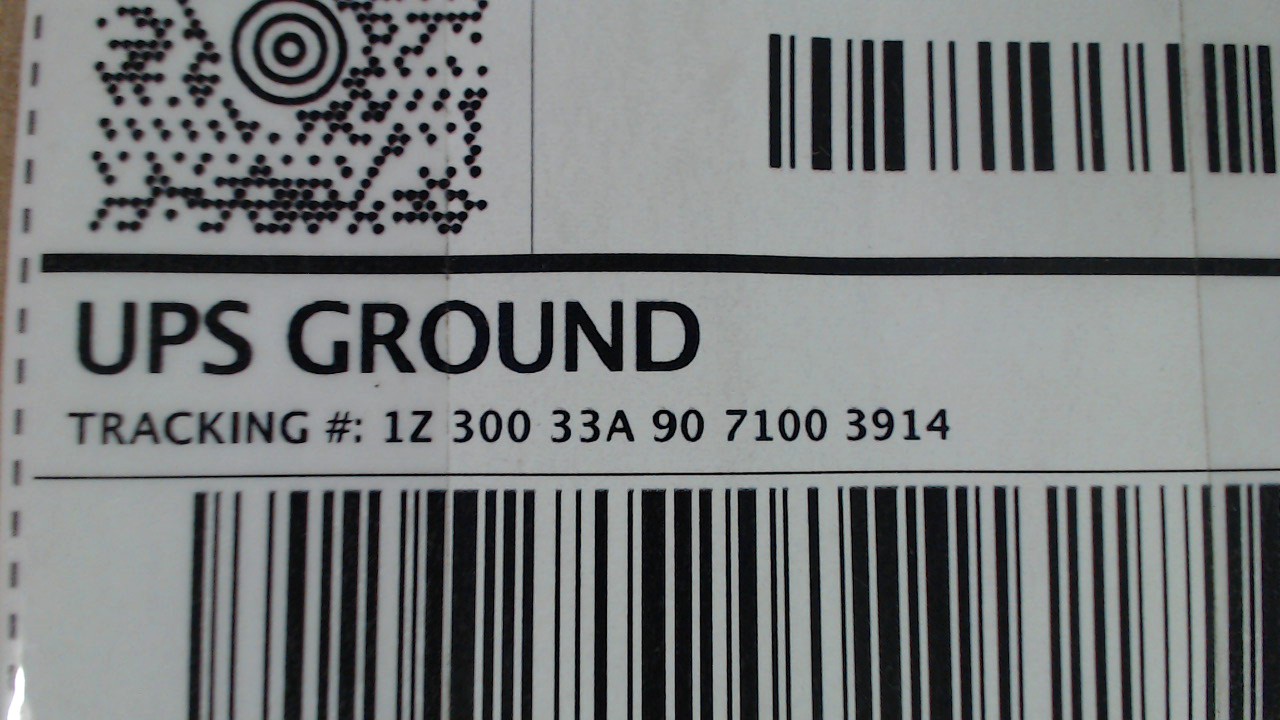 UPS GROUND
TRACKING #: 1Z 300 33A 90 7100 3914